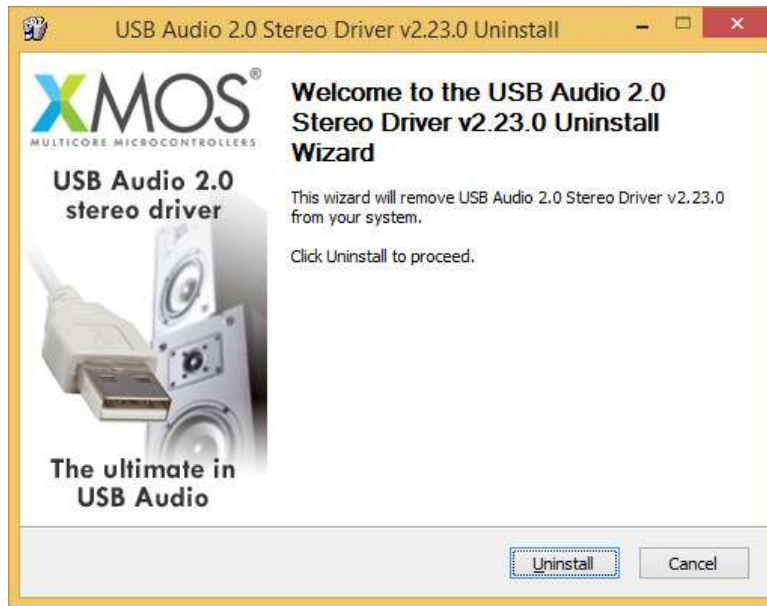 USB Audio 2.0 Stereo Driver v2.23.0 Uninstall
XMOS®
MULTICORE MICROCONTROLLERS
USB Audio 2.0
stereo driver
The ultimate in
USB Audio
Welcome to the USB Audio 2.0
Stereo Driver v2.23.0 Uninstall
Wizard
This wizard will remove USB Audio 2.0 Stereo Driver v2.23.0
from your system.
Click Uninstall to proceed.
Uninstall
Cancel